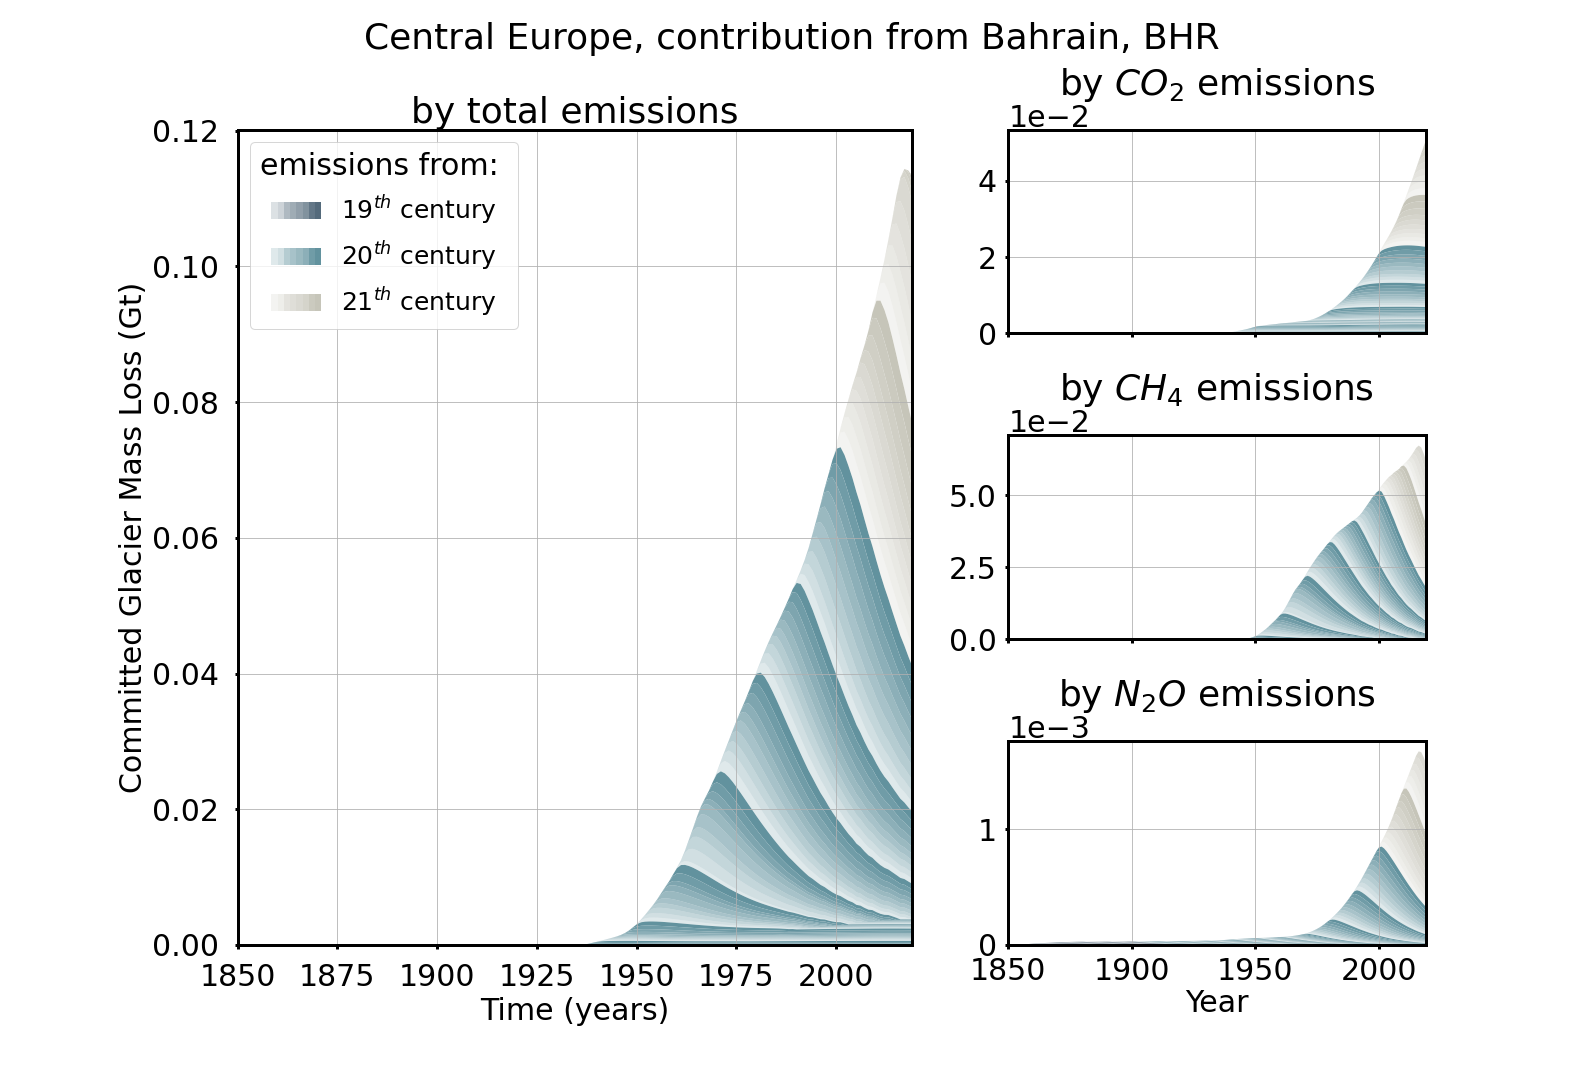 Central Europe, contribution from Bahrain, BHR
by total emissions
Committed Glacier Mass Loss (Gt)
0.12
0.10
0.08
0.06
0.04
0.02
0.00
emissions from:
19th century
20th century
21th century
1850 1875 1900 1925 1950 1975 2000
Time (years)
by CO2 emissions
1e−2
4
2
0
by CH4 emissions
1e−2
5.0
2.5
0.0
by N2O emissions
1e−3
1
0
1850 1900 1950 2000
Year